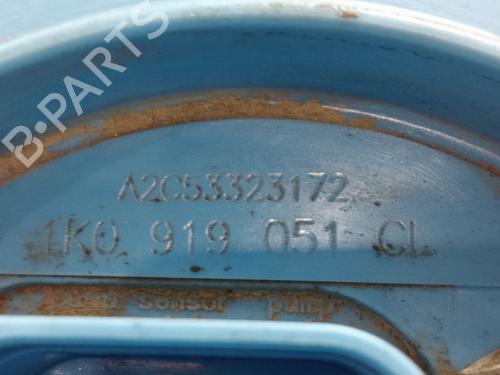 B-PARTS
A2C53323172
1K0 919 051 CL
sensor pump